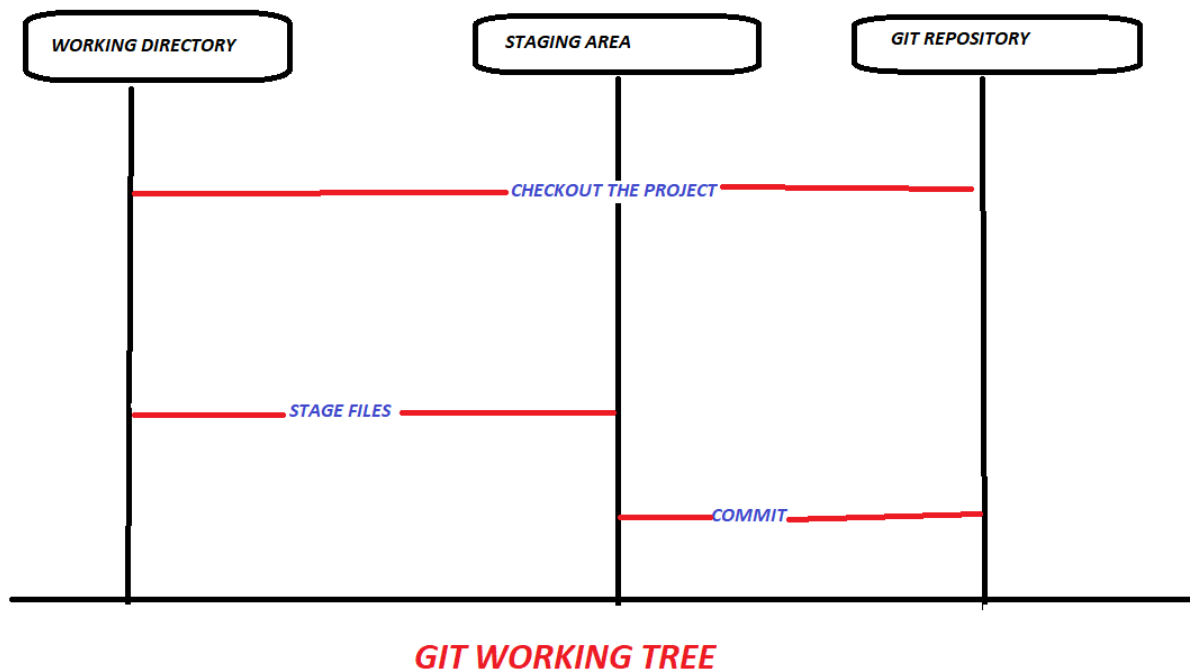 WORKING DIRECTORY
STAGING AREA
GIT REPOSITORY
CHECKOUT THE PROJECT
STAGE FILES
COMMIT
GIT WORKING TREE